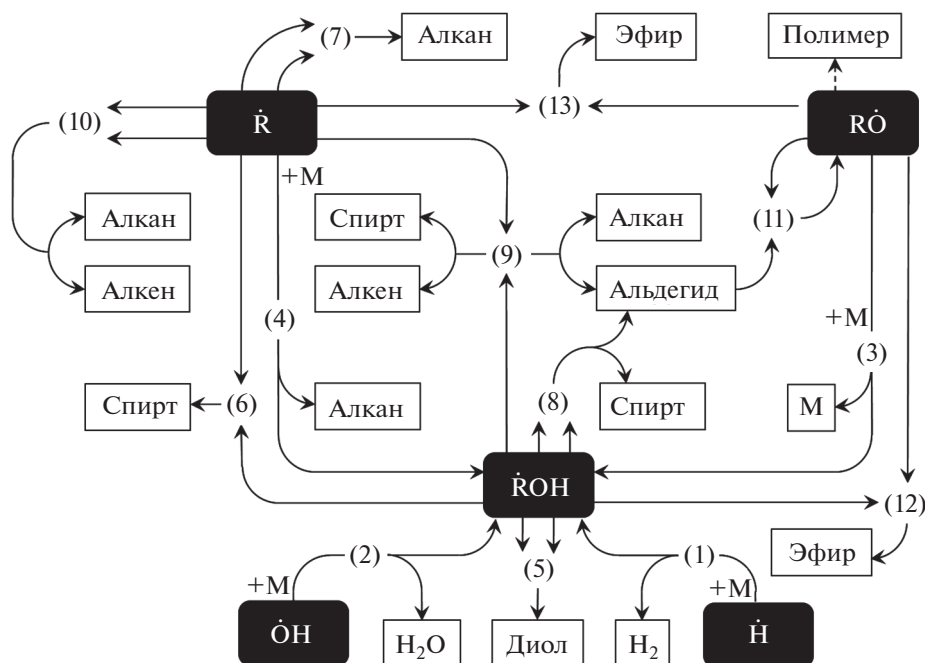 (7)
Алкан
Эфир
Полимер
Ṙ
(13)
RȮ
(10)
+M
Алкан
Спирт
Алкан
(11)
(9)
Алкен
Алкен
Альдегид
(4)
+M
(3)
Спирт
(6)
Алкан
(8)
Спирт
M
ṘOH
(12)
(2)
(5)
(1)
Эфир
+M
+M
ȮH
H₂O
Диол
H₂
Ḣ